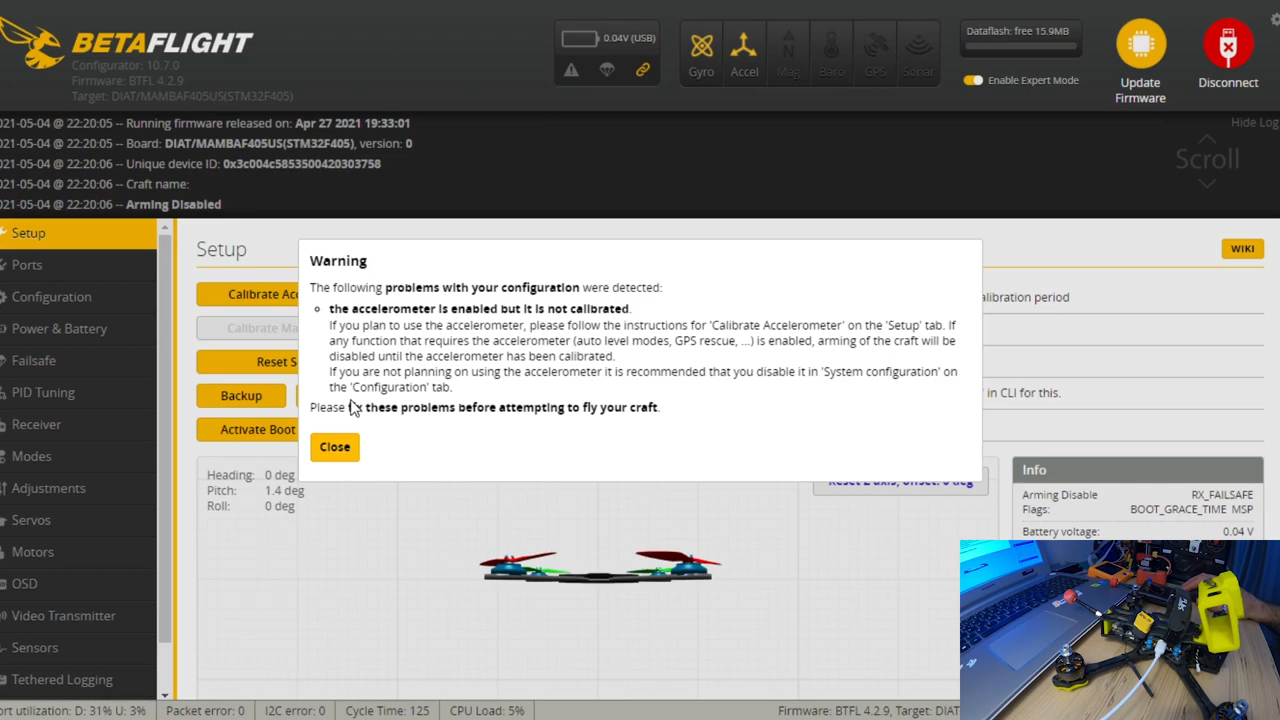 BETAFLIGHT
Configurator: 10.7.0
Firmware: BTFL 4.2.9
Target: DIAT/MAMBAF405US(STM32F405)
0.04V (USB)
Gyro
Accel
Mag
Baro
GPS
Sonar
Dataflash: free 15.9MB
Enable Expert Mode
Update
Firmware
Disconnect
021-05-04 @ 22:20:05 -- Running firmware released on: Apr 27 2021 19:33:01
Hide Log
021-05-04 @ 22:20:05 -- Board: DIAT/MAMBAF405US(STM32F405), version: 0
021-05-04 @ 22:20:06 -- Unique device ID: 0x3c004c5853500420303758
021-05-04 @ 22:20:06 -- Craft name:
021-05-04 @ 22:20:06 -- Arming Disabled
Scroll
Setup
Ports
Configuration
Power & Battery
Failsafe
PID Tuning
Receiver
Modes
Adjustments
Servos
Motors
OSD
Video Transmitter
Sensors
Tethered Logging
Setup
WIKI
Calibrate Acc
alibration period
Calibrate Ma
Reset S
Backup
in CLI for this.
Activate Boot
Warning
The following problems with your configuration were detected:
the accelerometer is enabled but it is not calibrated.
If you plan to use the accelerometer, please follow the instructions for 'Calibrate Accelerometer' on the 'Setup' tab. If
any function that requires the accelerometer (auto level modes, GPS rescue, ...) is enabled, arming of the craft will be
disabled until the accelerometer has been calibrated.
If you are not planning on using the accelerometer it is recommended that you disable it in 'System configuration' on
the 'Configuration' tab.
Please fix these problems before attempting to fly your craft.
Close
Heading: 0 deg
Pitch: 1.4 deg
Roll: 0 deg
Reset Z axis, offset: 0 deg
Info
Arming Disable RX_FAILSAFE
Flags: BOOT_GRACE_TIME MSP
Battery voltage: 0.04 V
ort utilization: D: 31% U: 3%
Packet error: 0
I2C error: 0
Cycle Time: 125
CPU Load: 5%
Firmware: BTFL 4.2.9, Target: DIAT